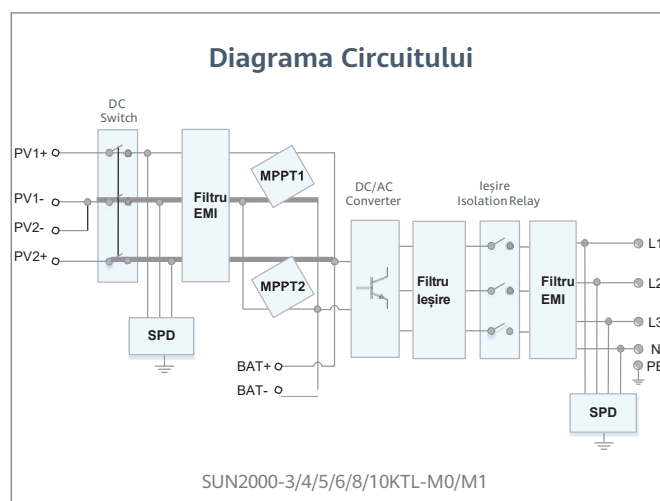 Diagrama Circuitului
DC
Switch
PV1+
PV1-
PV2-
PV2+
Filtru
EMI
MPPT1
MPPT2
SPD
BAT+
BAT-
DC/AC
Converter
Filtru
Ieșire
Ieșire
Isolation Relay
Filtru
EMI
L1
L2
L3
N
PE
SPD
SUN2000-3/4/5/6/8/10KTL-M0/M1